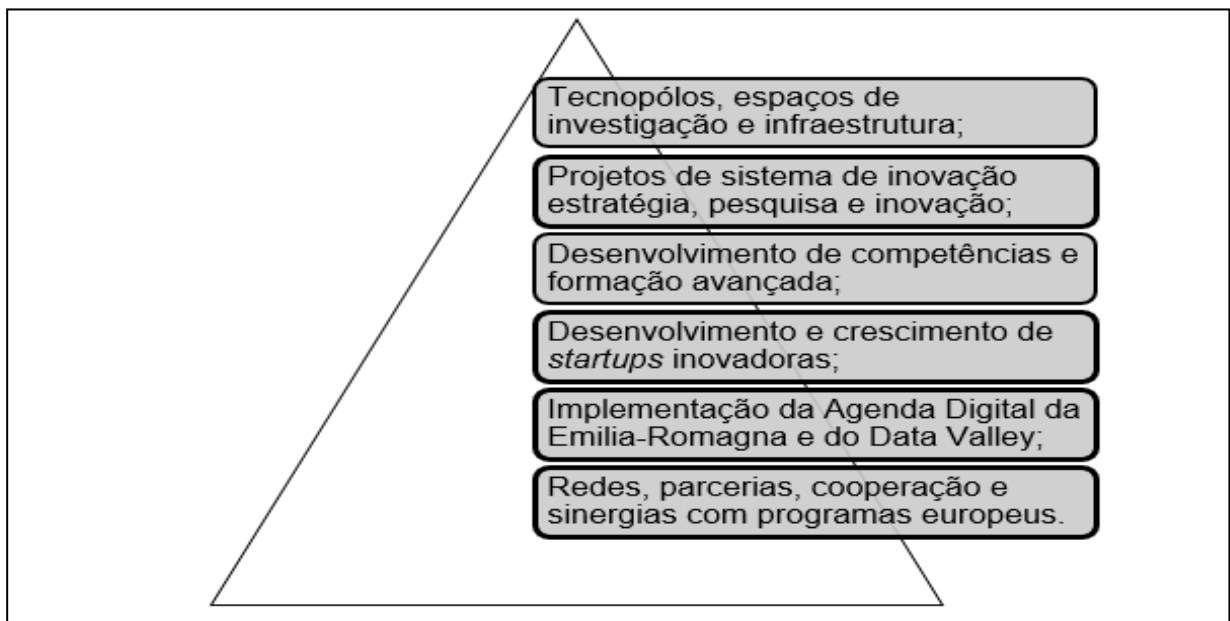 Tecnopólos, espaços de
investigação e infraestrutura;
Projetos de sistema de inovação
estratégia, pesquisa e inovação;
Desenvolvimento de competências e
formação avançada;
Desenvolvimento e crescimento de
startups inovadoras;
Implementação da Agenda Digital da
Emilia-Romagna e do Data Valley;
Redes, parcerias, cooperação e
sinergias com programas europeus.